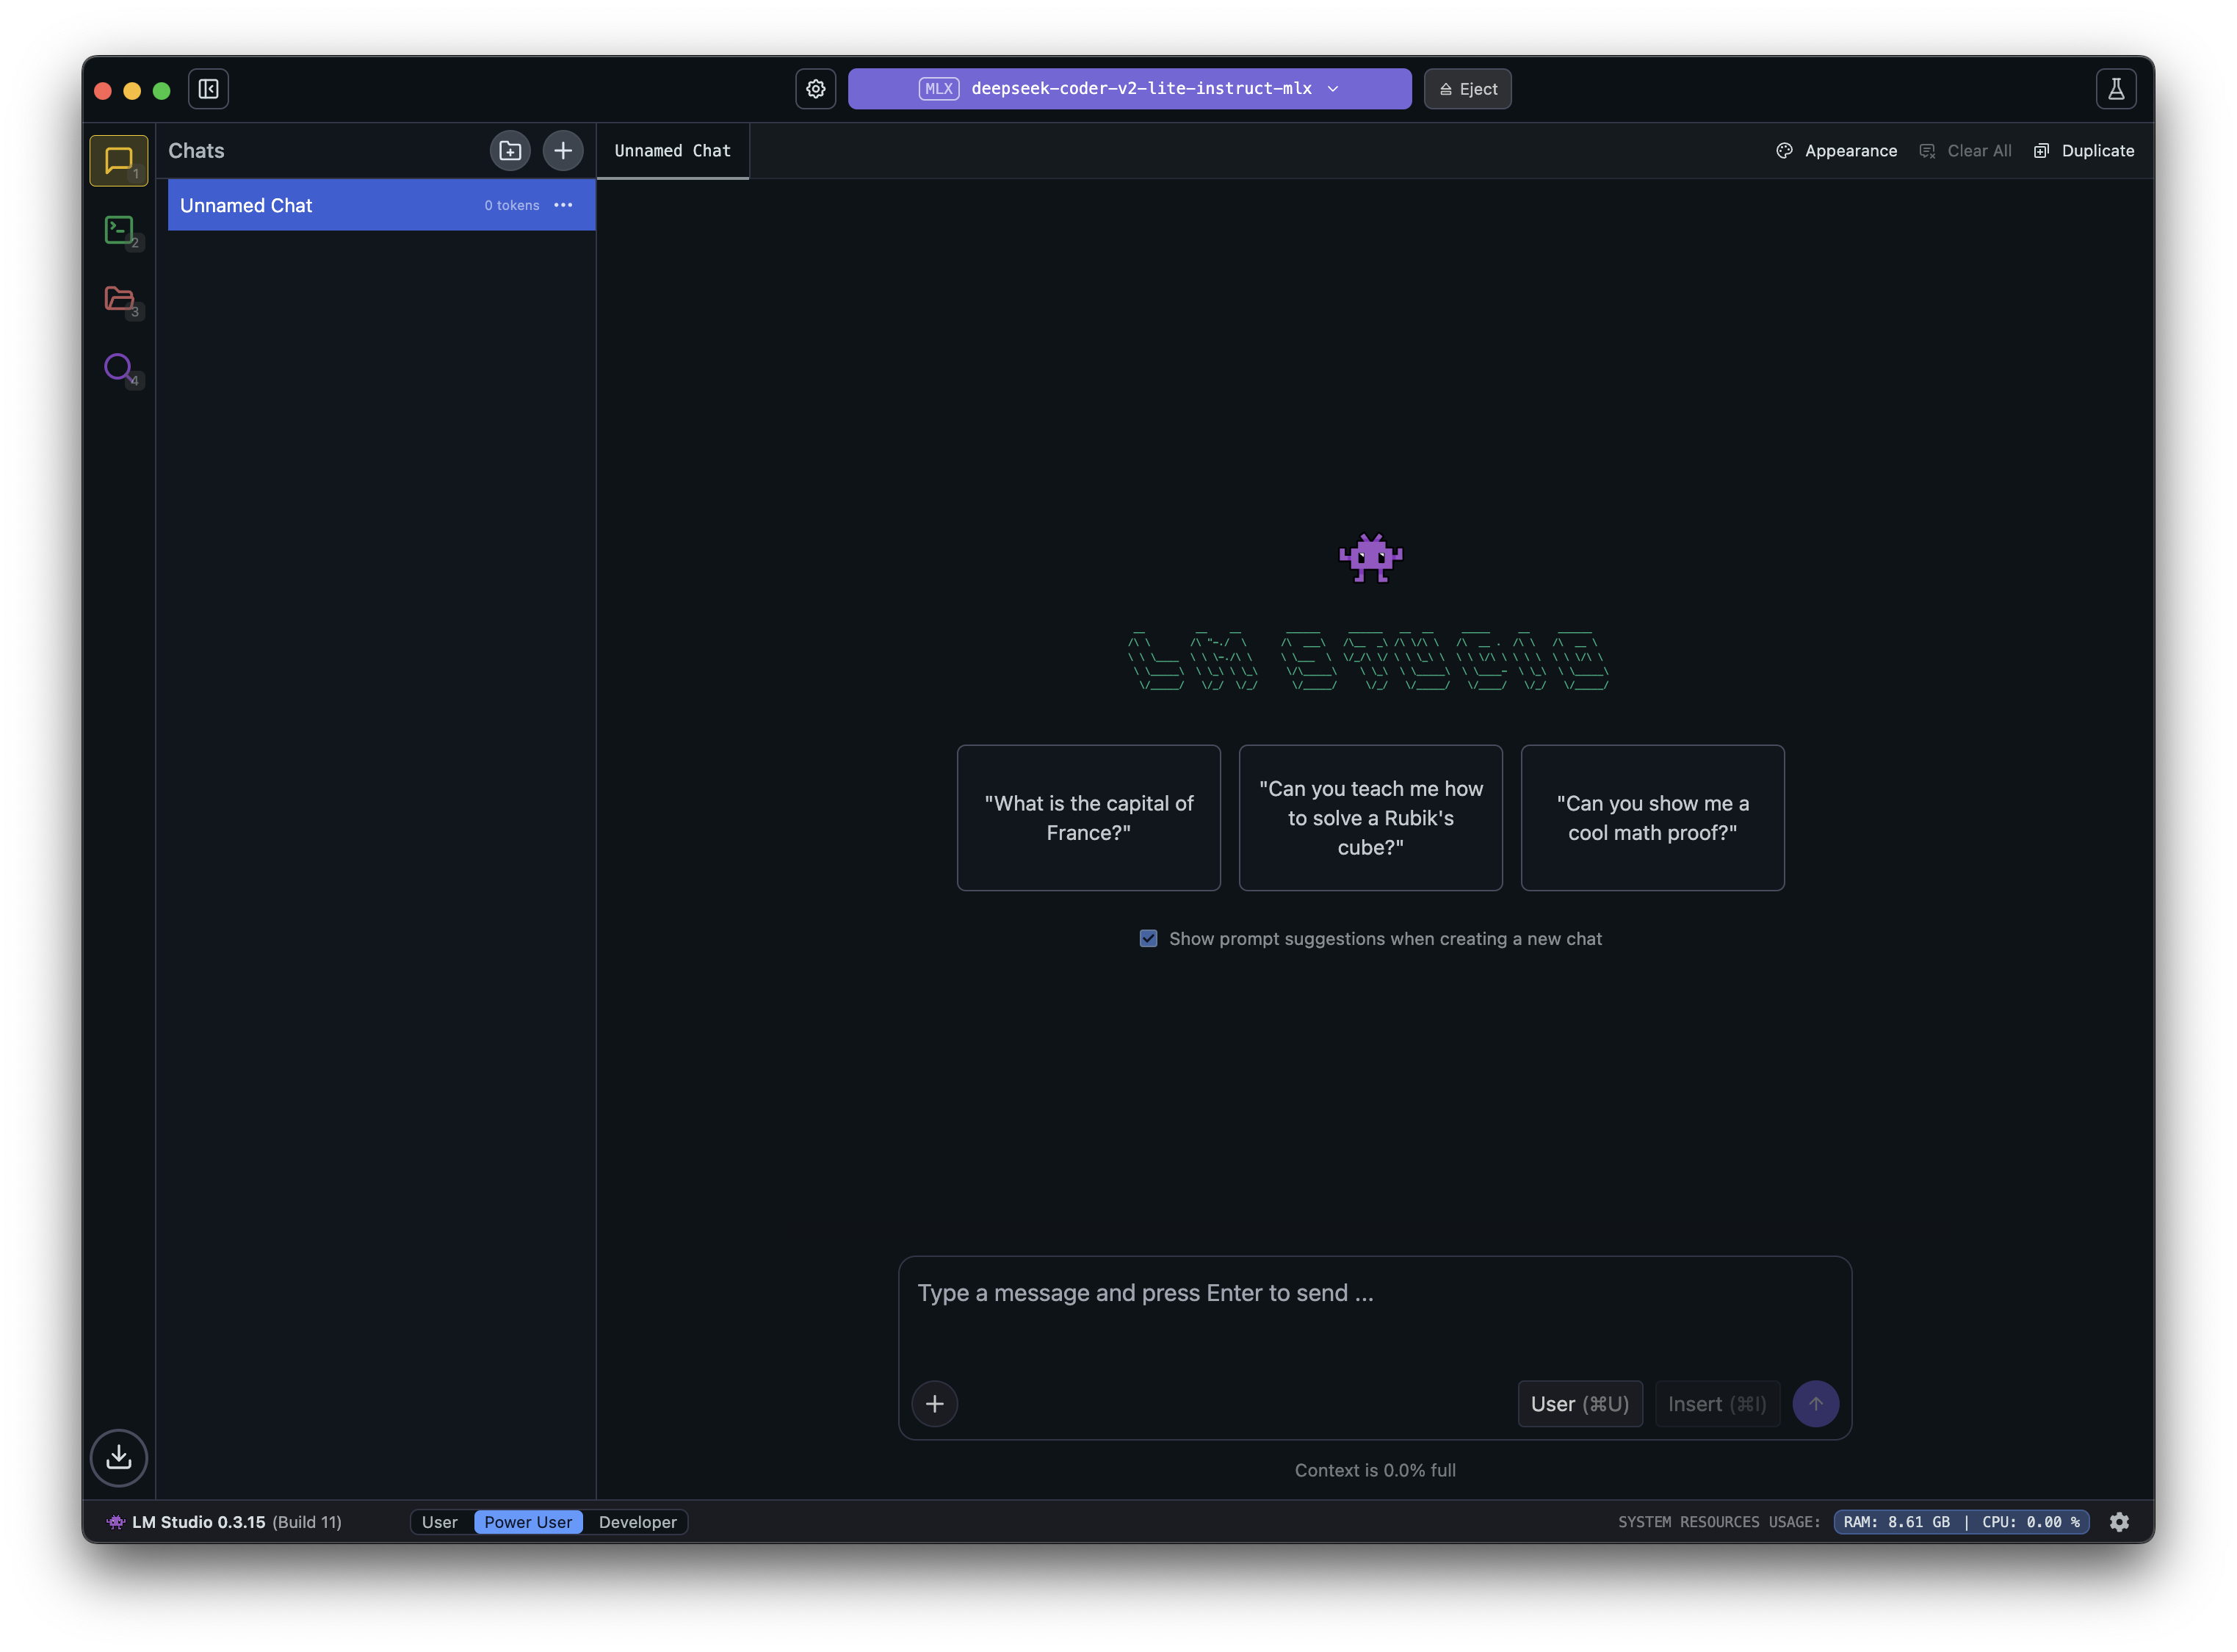 MLX deepseek-coder-v2-lite-instruct-mlx
Eject
1
2
3
4
Chats
Unnamed Chat 0 tokens
Unnamed Chat
Appearance
Clear All
Duplicate
LM STUDIO
"What is the capital of
France?"
"Can you teach me how
to solve a Rubik's
cube?"
"Can you show me a
cool math proof?"
Show prompt suggestions when creating a new chat
Type a message and press Enter to send ...
User (⌘U)
Insert (⌘I)
Context is 0.0% full
LM Studio 0.3.15 (Build 11)
User
Power User
Developer
SYSTEM RESOURCES USAGE: RAM: 8.61 GB | CPU: 0.00 %